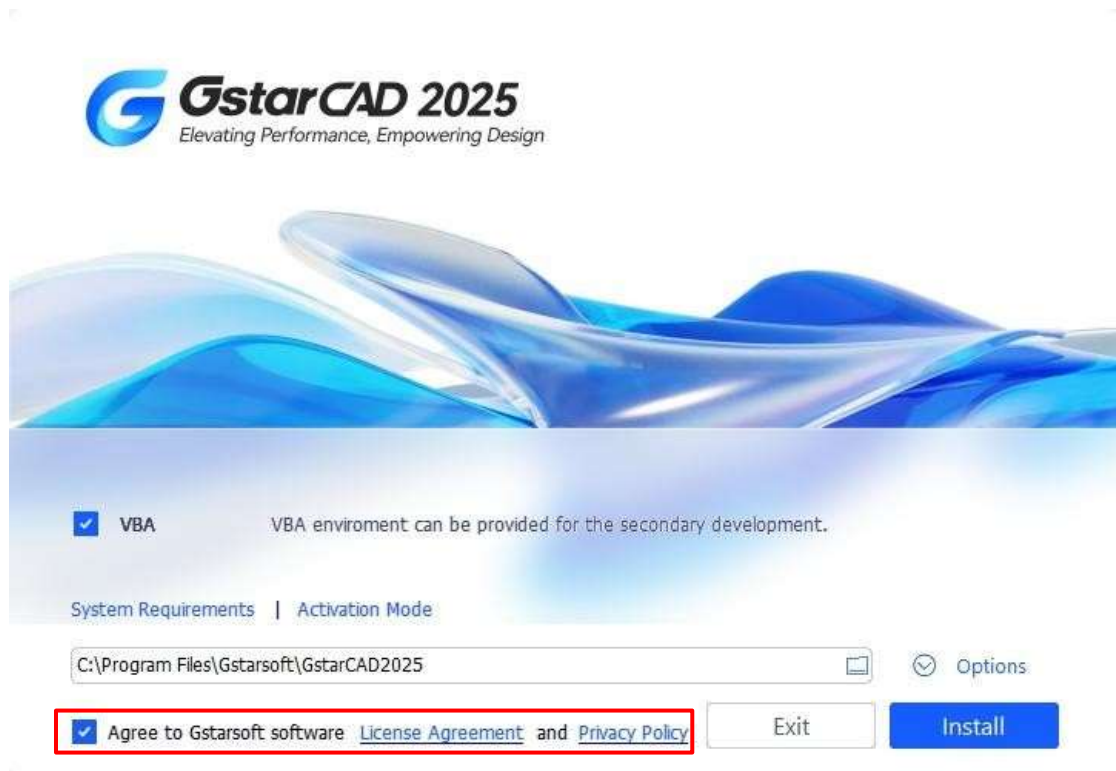 GstarCAD 2025
Elevating Performance, Empowering Design
VBA VBA enviroment can be provided for the secondary development.
System Requirements | Activation Mode
C:\Program Files\Gstarsoft\GstarCAD2025 Options
Agree to Gstarsoft software License Agreement and Privacy Policy Exit Install